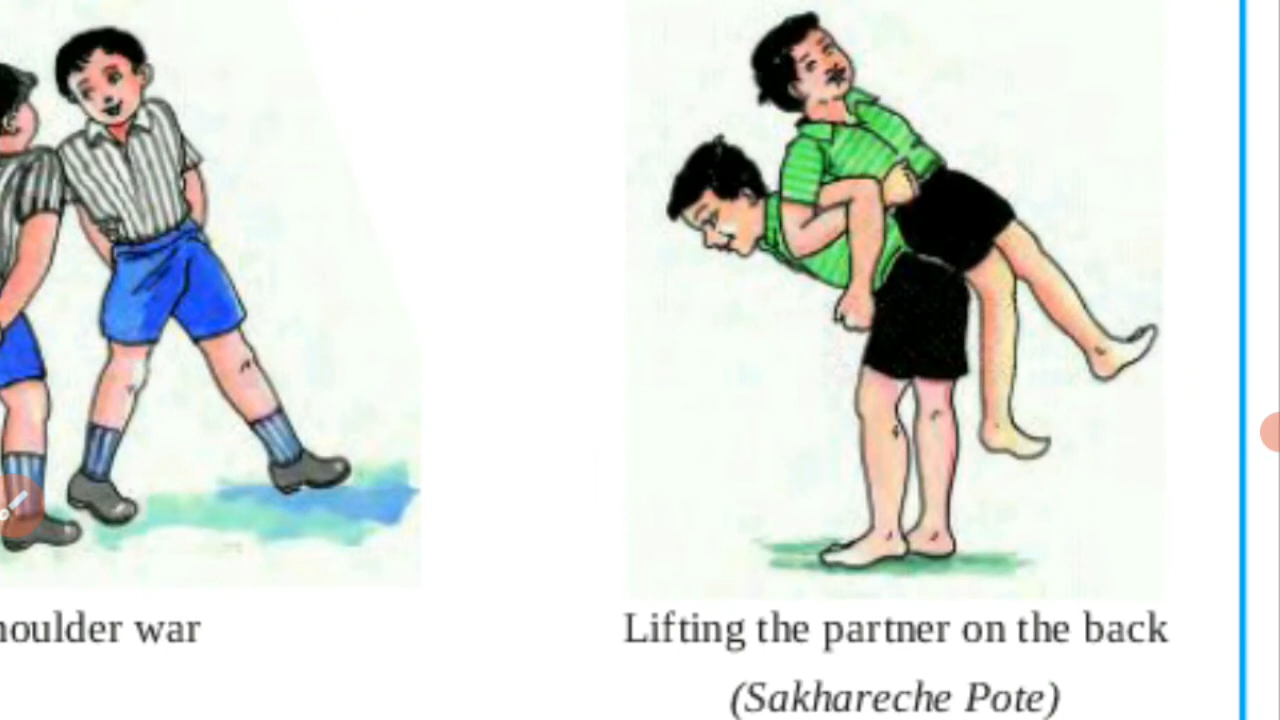 houlder war
Lifting the partner on the back
(Sakhareche Pote)